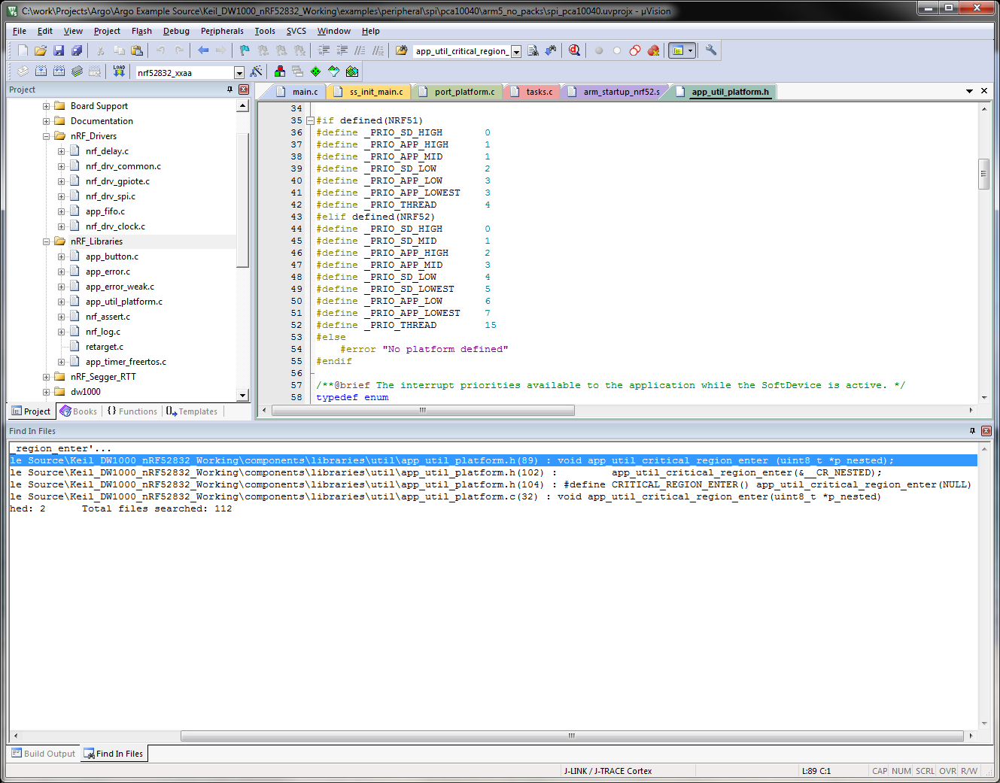 C:\work\Projects\Argo\Argo Example Source\Keil_DW1000_nRF52832_Working\examples\peripheral\spi\pca10040\arm5_no_packs\spi_pca10040.uvprojx - µVision
File Edit View Project Flash Debug Peripherals Tools SVCS Window Help
app_util_critical_region_
LOAD nrf52832_xxaa
Project
Board Support
Documentation
nRF_Drivers
nrf_delay.c
nrf_drv_common.c
nrf_drv_gpiote.c
nrf_drv_spi.c
app_fifo.c
nrf_drv_clock.c
nRF_Libraries
app_button.c
app_error.c
app_error_weak.c
app_util_platform.c
nrf_assert.c
nrf_log.c
retarget.c
app_timer_freertos.c
nRF_Segger_RTT
dw1000
Project Books {} Functions Templates
main.c ss_init_main.c port_platform.c tasks.c arm_startup_nrf52.s app_util_platform.h
34
35 #if defined(NRF51)
36 #define _PRIO_SD_HIGH 0
37 #define _PRIO_APP_HIGH 1
38 #define _PRIO_APP_MID 1
39 #define _PRIO_SD_LOW 2
40 #define _PRIO_APP_LOW 3
41 #define _PRIO_APP_LOWEST 3
42 #define _PRIO_THREAD 4
43 #elif defined(NRF52)
44 #define _PRIO_SD_HIGH 0
45 #define _PRIO_SD_MID 1
46 #define _PRIO_APP_HIGH 2
47 #define _PRIO_APP_MID 3
48 #define _PRIO_SD_LOW 4
49 #define _PRIO_SD_LOWEST 5
50 #define _PRIO_APP_LOW 6
51 #define _PRIO_APP_LOWEST 7
52 #define _PRIO_THREAD 15
53 #else
54 #error "No platform defined"
55 #endif
56
57 /**@brief The interrupt priorities available to the application while the SoftDevice is active. */
58 typedef enum
Find In Files
_region_enter'...
le Source\Keil_DW1000_nRF52832_Working\components\libraries\util\app_util_platform.h(89) : void app_util_critical_region_enter (uint8_t *p_nested);
le Source\Keil_DW1000_nRF52832_Working\components\libraries\util\app_util_platform.h(102) : app_util_critical_region_enter(&__CR_NESTED);
le Source\Keil_DW1000_nRF52832_Working\components\libraries\util\app_util_platform.h(104) : #define CRITICAL_REGION_ENTER() app_util_critical_region_enter(NULL)
le Source\Keil_DW1000_nRF52832_Working\components\libraries\util\app_util_platform.c(32) : void app_util_critical_region_enter(uint8_t *p_nested)
hed: 2 Total files searched: 112
Build Output Find In Files
J-LINK / J-TRACE Cortex L:89 C:1 CAP NUM SCRL OVR R/W